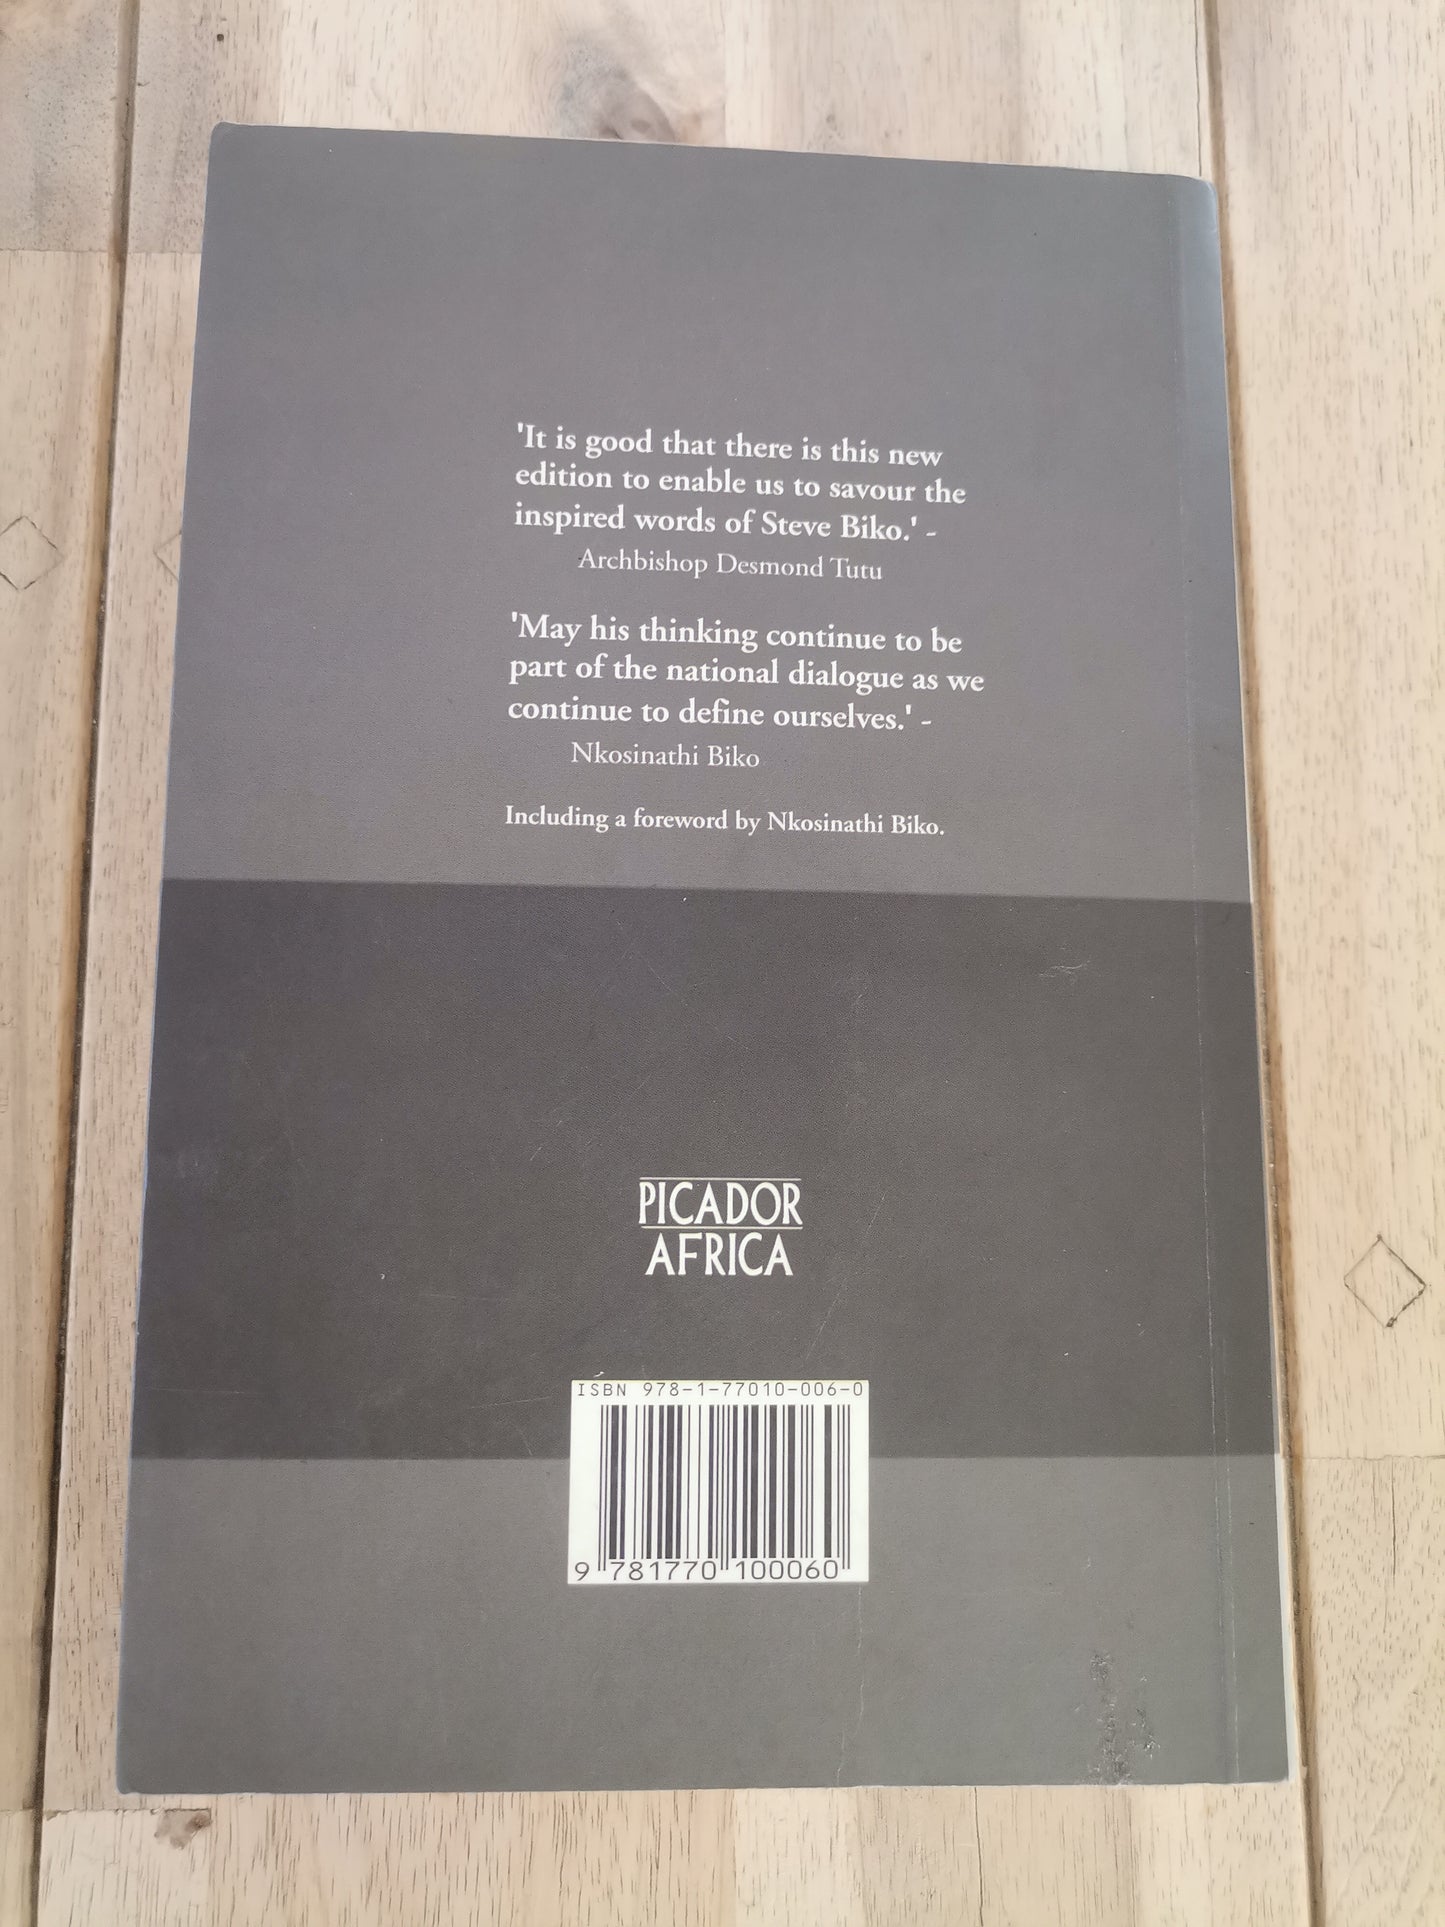 'It is good that there is this new
edition to enable us to savour the
inspired words of Steve Biko.' -
Archbishop Desmond Tutu
'May his thinking continue to be
part of the national dialogue as we
continue to define ourselves.' -
Nkosinathi Biko
Including a foreword by Nkosinathi Biko.
PICADOR
AFRICA
ISBN 978-1-77010-006-0
9 781770 100060